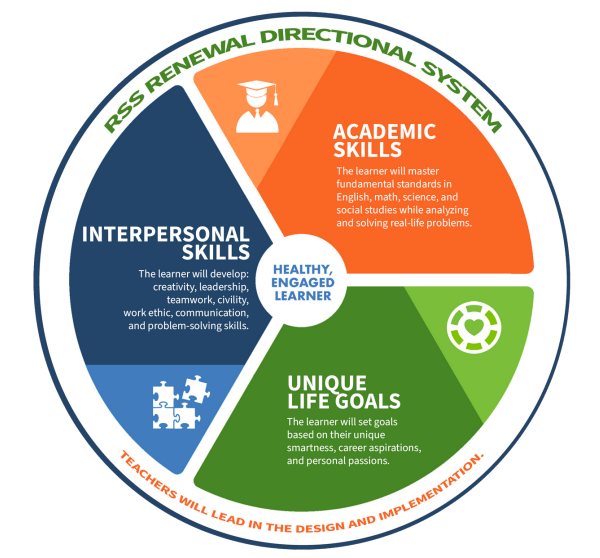 RSS RENEWAL DIRECTIONAL SYSTEM
ACADEMIC
SKILLS
The learner will master
fundamental standards in
English, math, science, and
social studies while analyzing
and solving real-life problems.
INTERPERSONAL
SKILLS
The learner will develop:
creativity, leadership,
teamwork, civility,
work ethic, communication,
and problem-solving skills.
HEALTHY,
ENGAGED
LEARNER
UNIQUE
LIFE GOALS
The learner will set goals
based on their unique
smartness, career aspirations,
and personal passions.
TEACHERS WILL LEAD IN THE DESIGN AND IMPLEMENTATION.